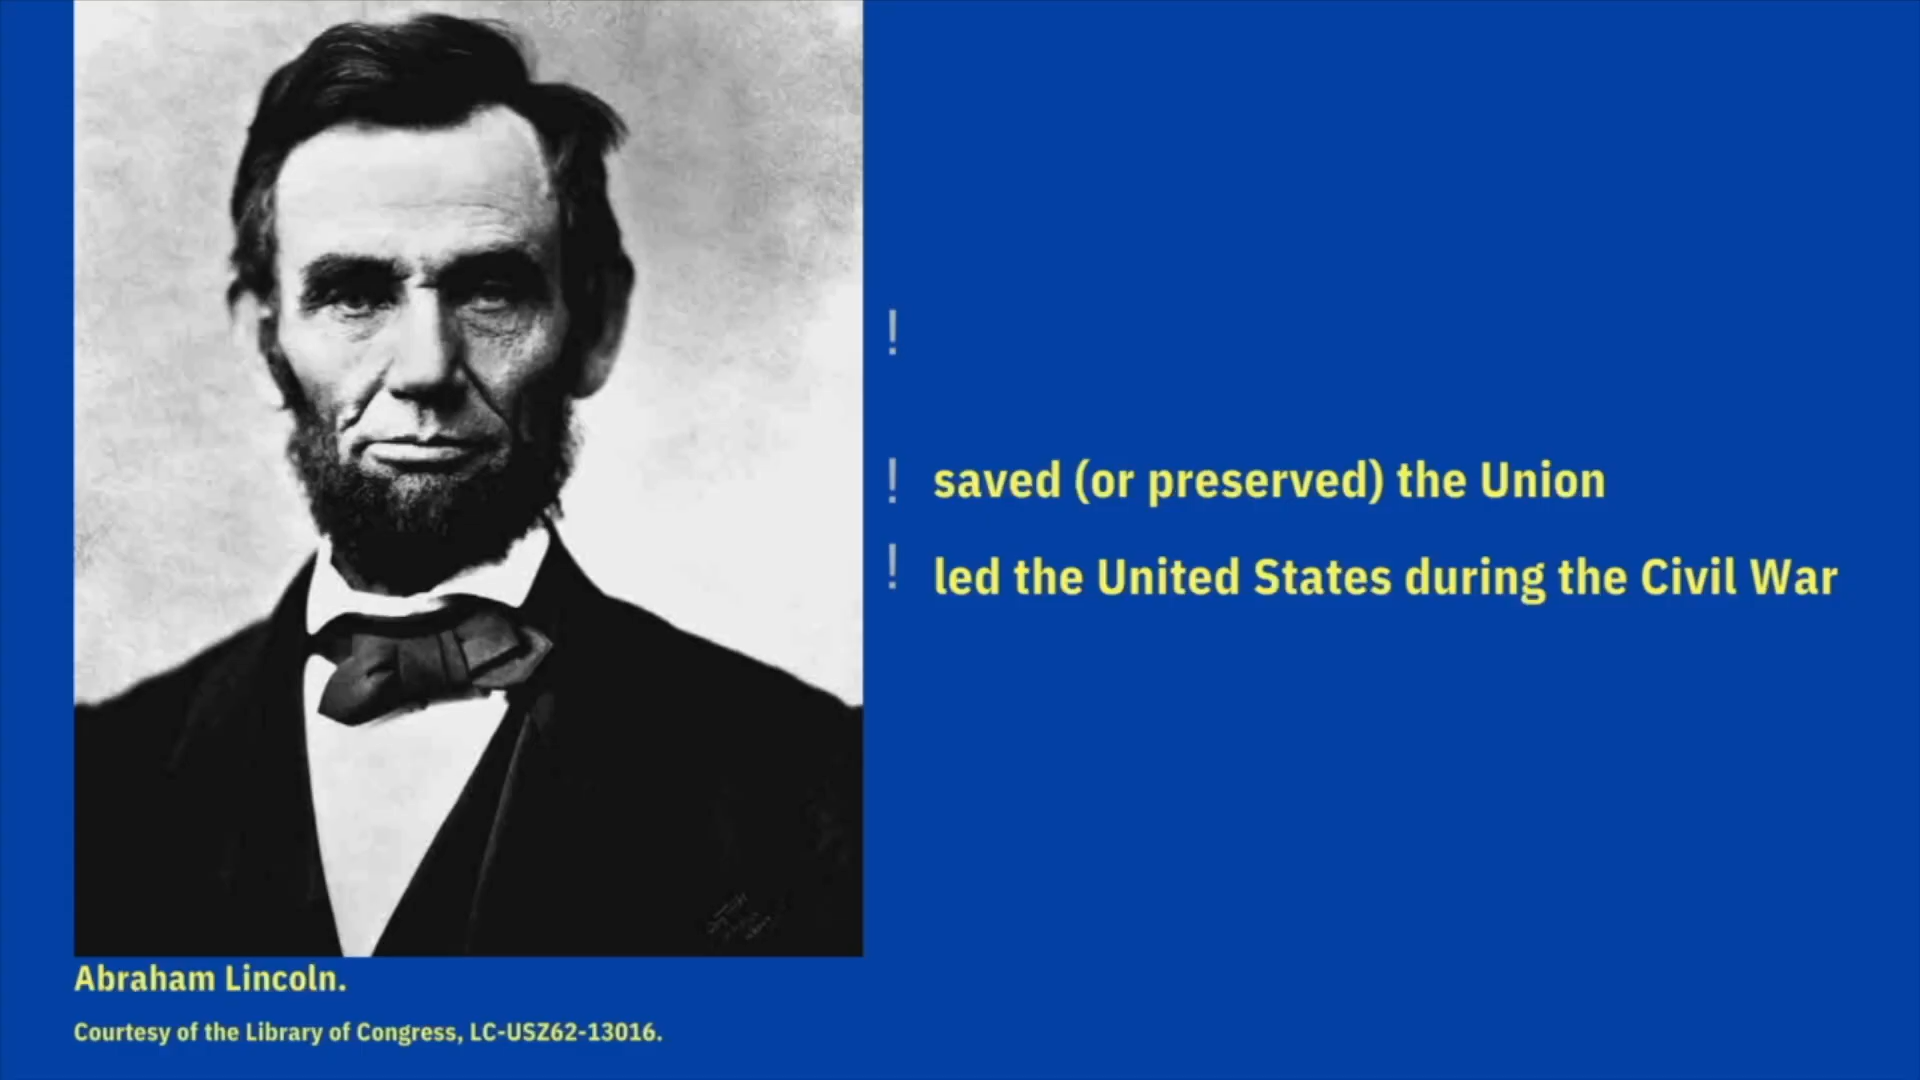 !
! saved (or preserved) the Union
! led the United States during the Civil War
Abraham Lincoln.
Courtesy of the Library of Congress, LC-USZ62-13016.